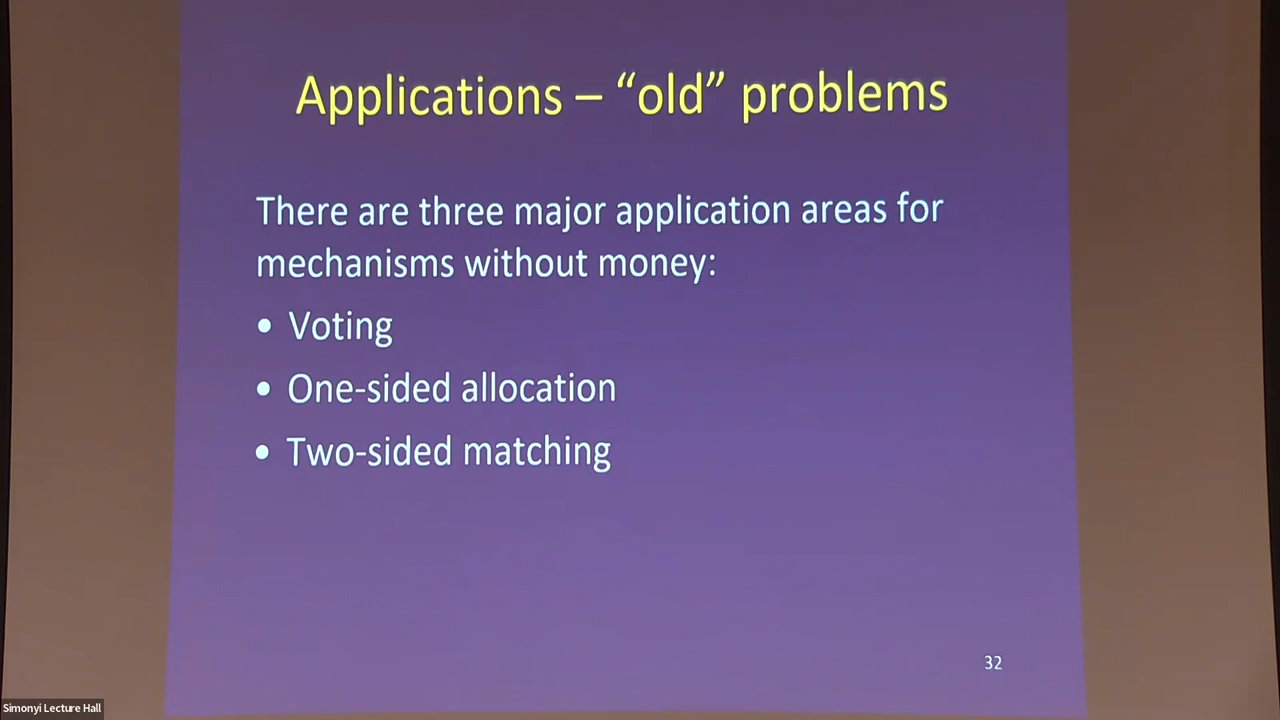 Applications – “old” problems
There are three major application areas for
mechanisms without money:
• Voting
• One-sided allocation
• Two-sided matching
32
Simonyi Lecture Hall